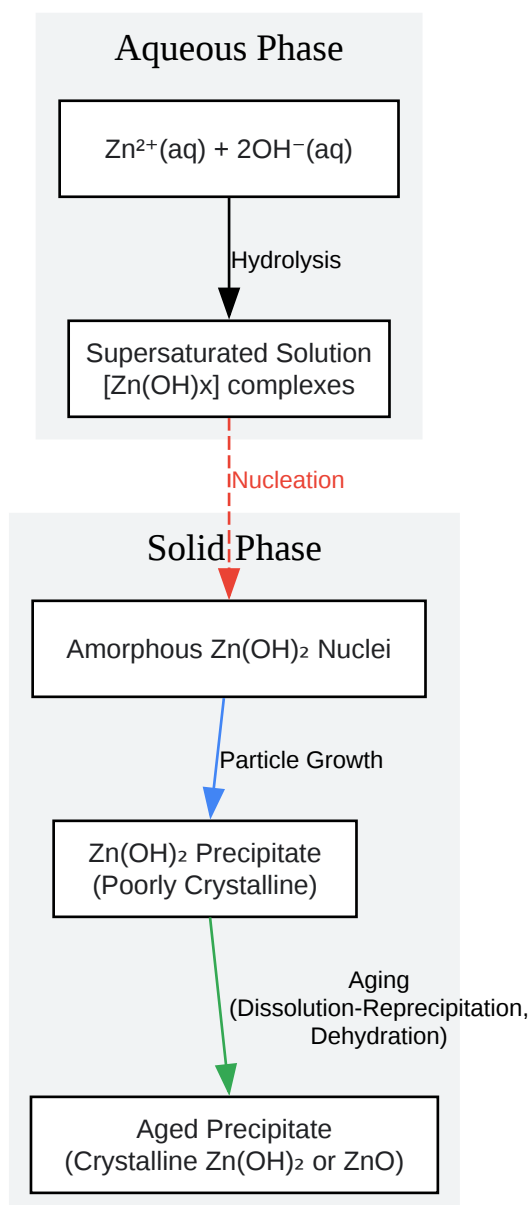 Aqueous Phase
Zn²⁺(aq) + 2OH⁻(aq)
Hydrolysis
Supersaturated Solution
[Zn(OH)x] complexes
Nucleation
Solid Phase
Amorphous Zn(OH)₂ Nuclei
Particle Growth
Zn(OH)₂ Precipitate
(Poorly Crystalline)
Aging
(Dissolution-Reprecipitation,
Dehydration)
Aged Precipitate
(Crystalline Zn(OH)₂ or ZnO)